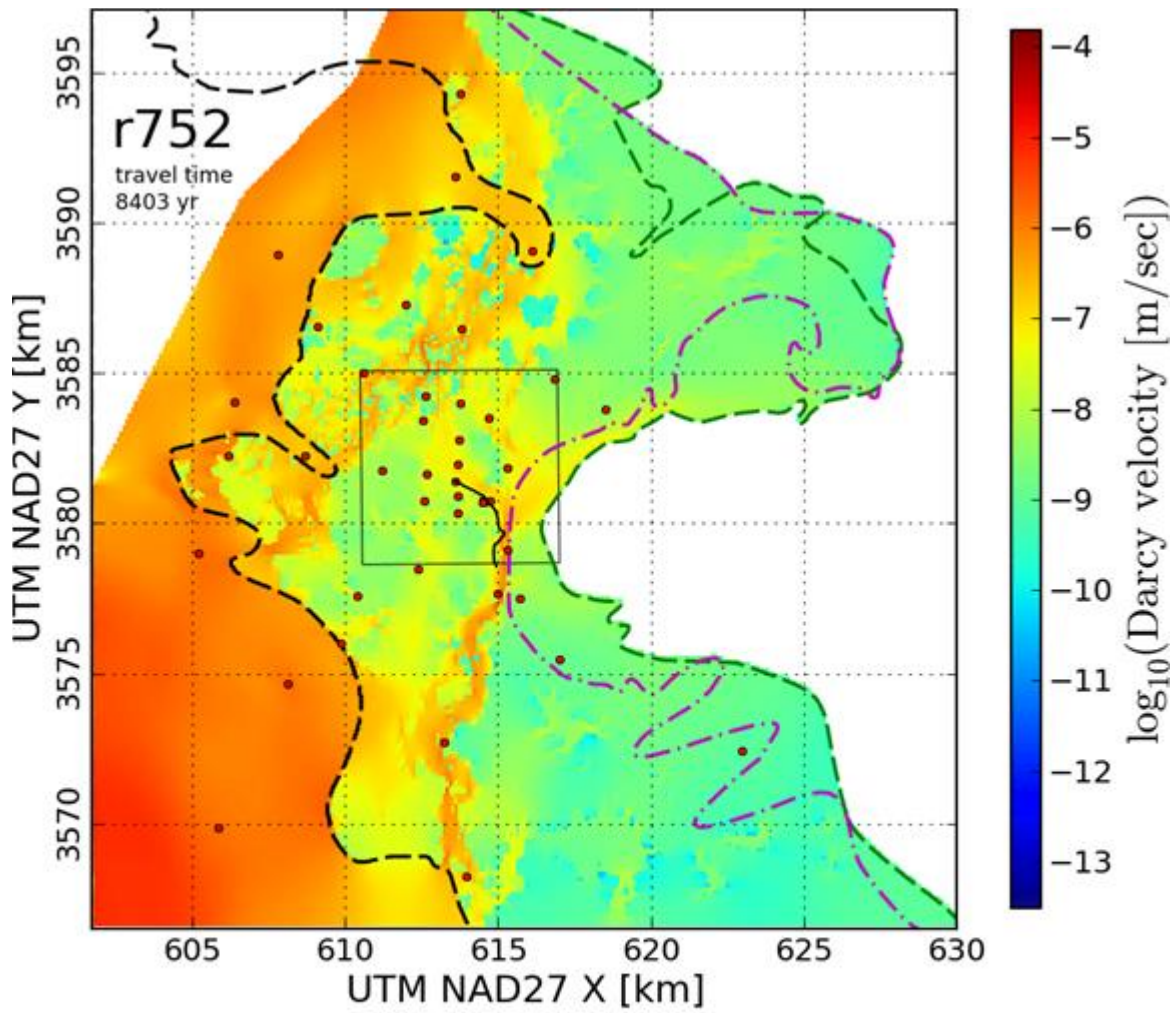 r752
travel time
8403 yr
3595
3590
3585
3580
3575
3570
UTM NAD27 Y [km]
605 610 615 620 625 630
UTM NAD27 X [km]
−4
−5
−6
−7
−8
−9
−10
−11
−12
−13
log10(Darcy velocity [m/sec])